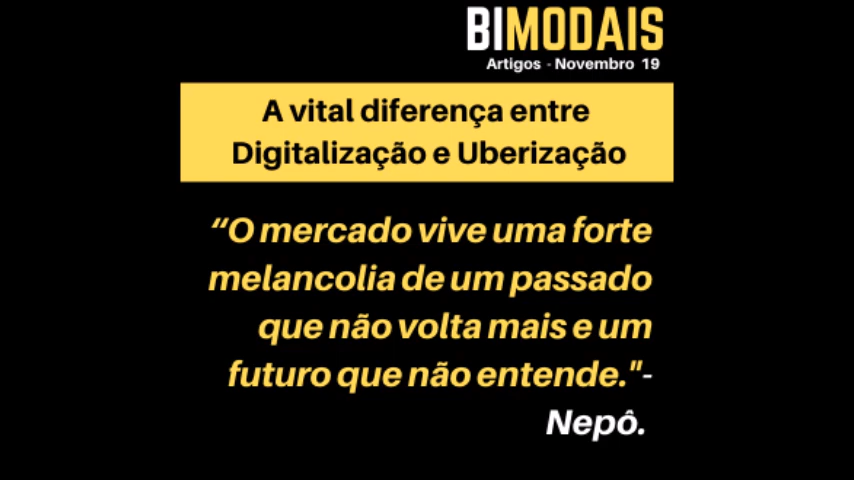 BIMODAIS
Artigos - Novembro 19
A vital diferença entre
Digitalização e Uberização
“O mercado vive uma forte
melancolia de um passado
que não volta mais e um
futuro que não entende."-
Nepô.